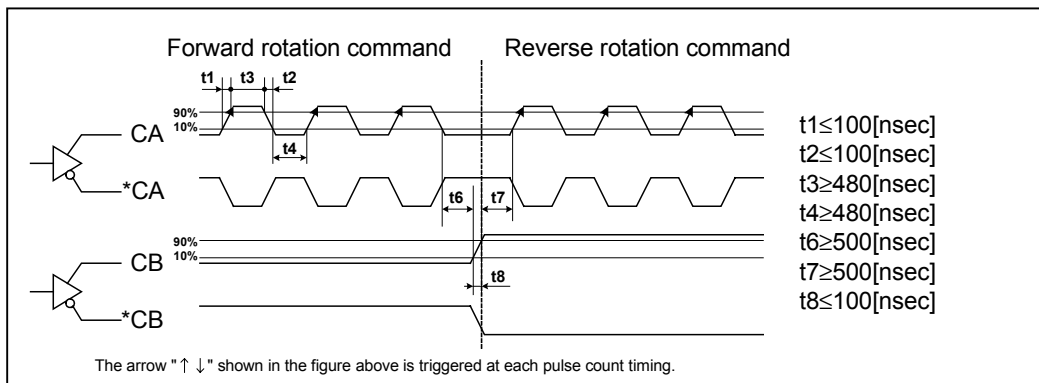 Forward rotation command
Reverse rotation command
t1 t3 t2
90%
10%
CA
t4
*CA
t6 t7
90%
10%
CB
t8
*CB
t1≤100[nsec]
t2≤100[nsec]
t3≥480[nsec]
t4≥480[nsec]
t6≥500[nsec]
t7≥500[nsec]
t8≤100[nsec]
The arrow "↑ ↓" shown in the figure above is triggered at each pulse count timing.